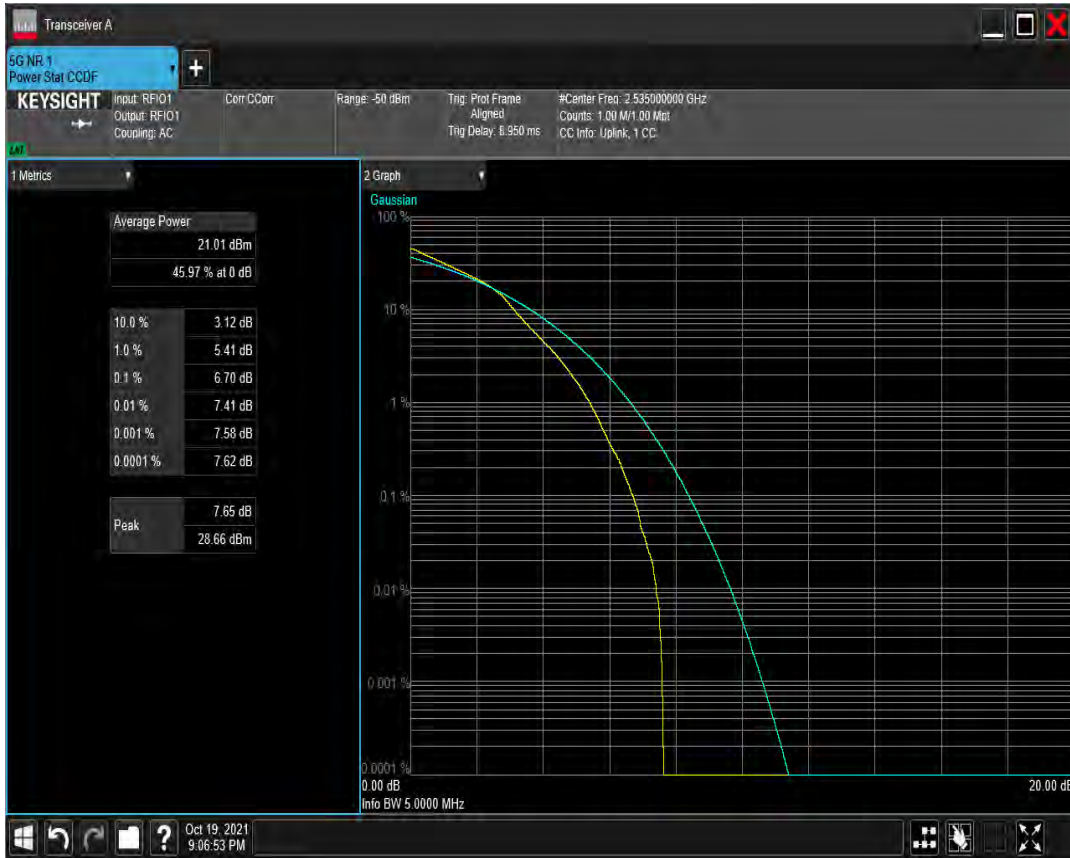 Transceiver A
5G NR 1
Power Stat CCDF
+
KEYSIGHT
Input: RFIO1
Output: RFIO1
Coupling: AC
Corr CCorr
Range: -50 dBm
Trig: Prot Frame
Aligned
Trig Delay: 8.950 ms
#Center Freq: 2.535000000 GHz
Counts: 1.00 M/1.00 Mpt
CC Info: Uplink, 1 CC
1 Metrics
Average Power
21.01 dBm
45.97 % at 0 dB
10.0 % 3.12 dB
1.0 % 5.41 dB
0.1 % 6.70 dB
0.01 % 7.41 dB
0.001 % 7.58 dB
0.0001 % 7.62 dB
Peak
7.65 dB
28.66 dBm
2 Graph
Gaussian
100 %
10 %
1 %
0.1 %
0.01 %
0.001 %
0.0001 %
0.00 dB
20.00 dB
Info BW 5.0000 MHz
?
Oct 19, 2021
9:06:53 PM